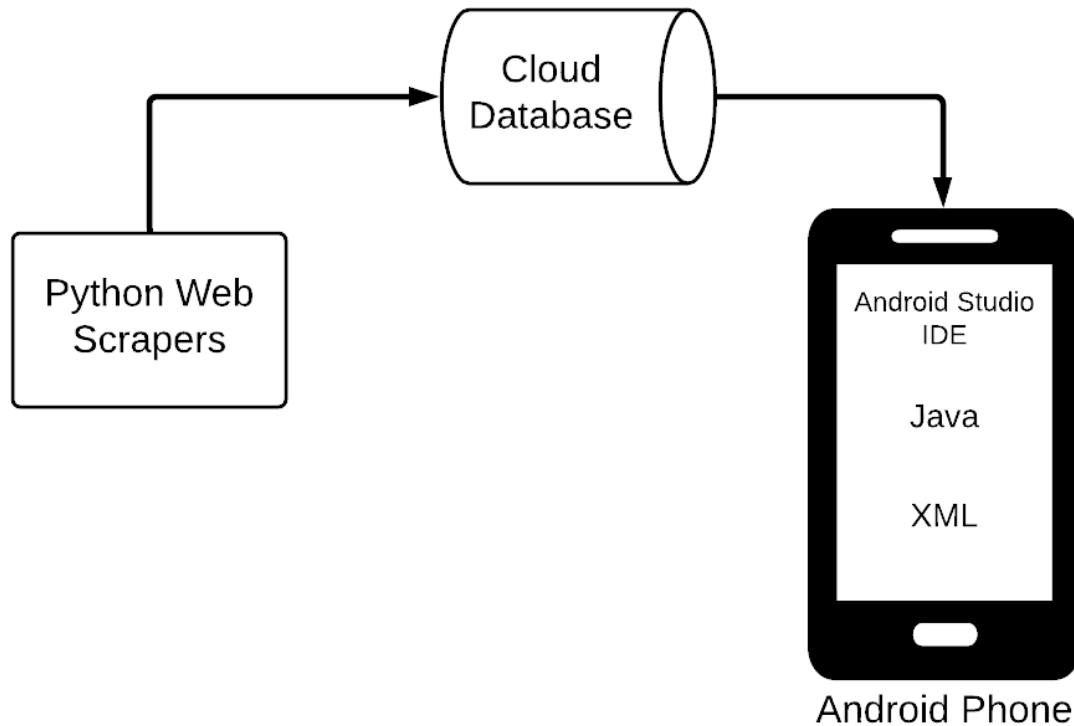 Cloud
Database
Python Web
Scrapers
Android Studio
IDE
Java
XML
Android Phone